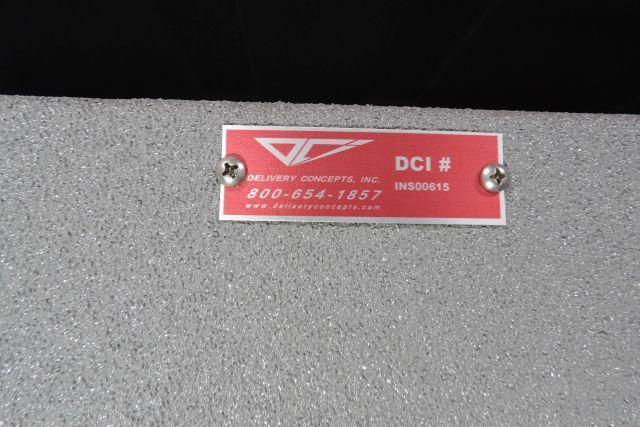 DCI
DELIVERY CONCEPTS, INC.
800-654-1857
www.deliveryconcepts.com
DCI #
INS00615